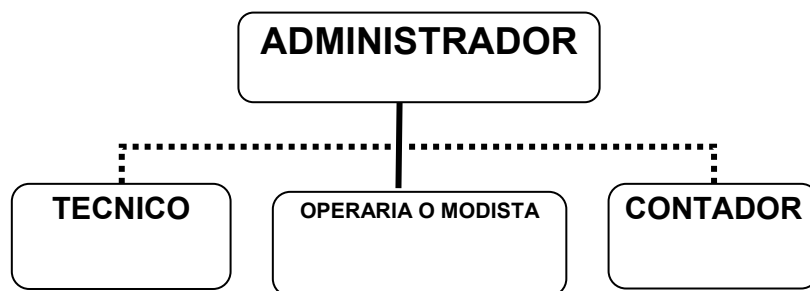 ADMINISTRADOR
TECNICO
OPERARIA O MODISTA
CONTADOR